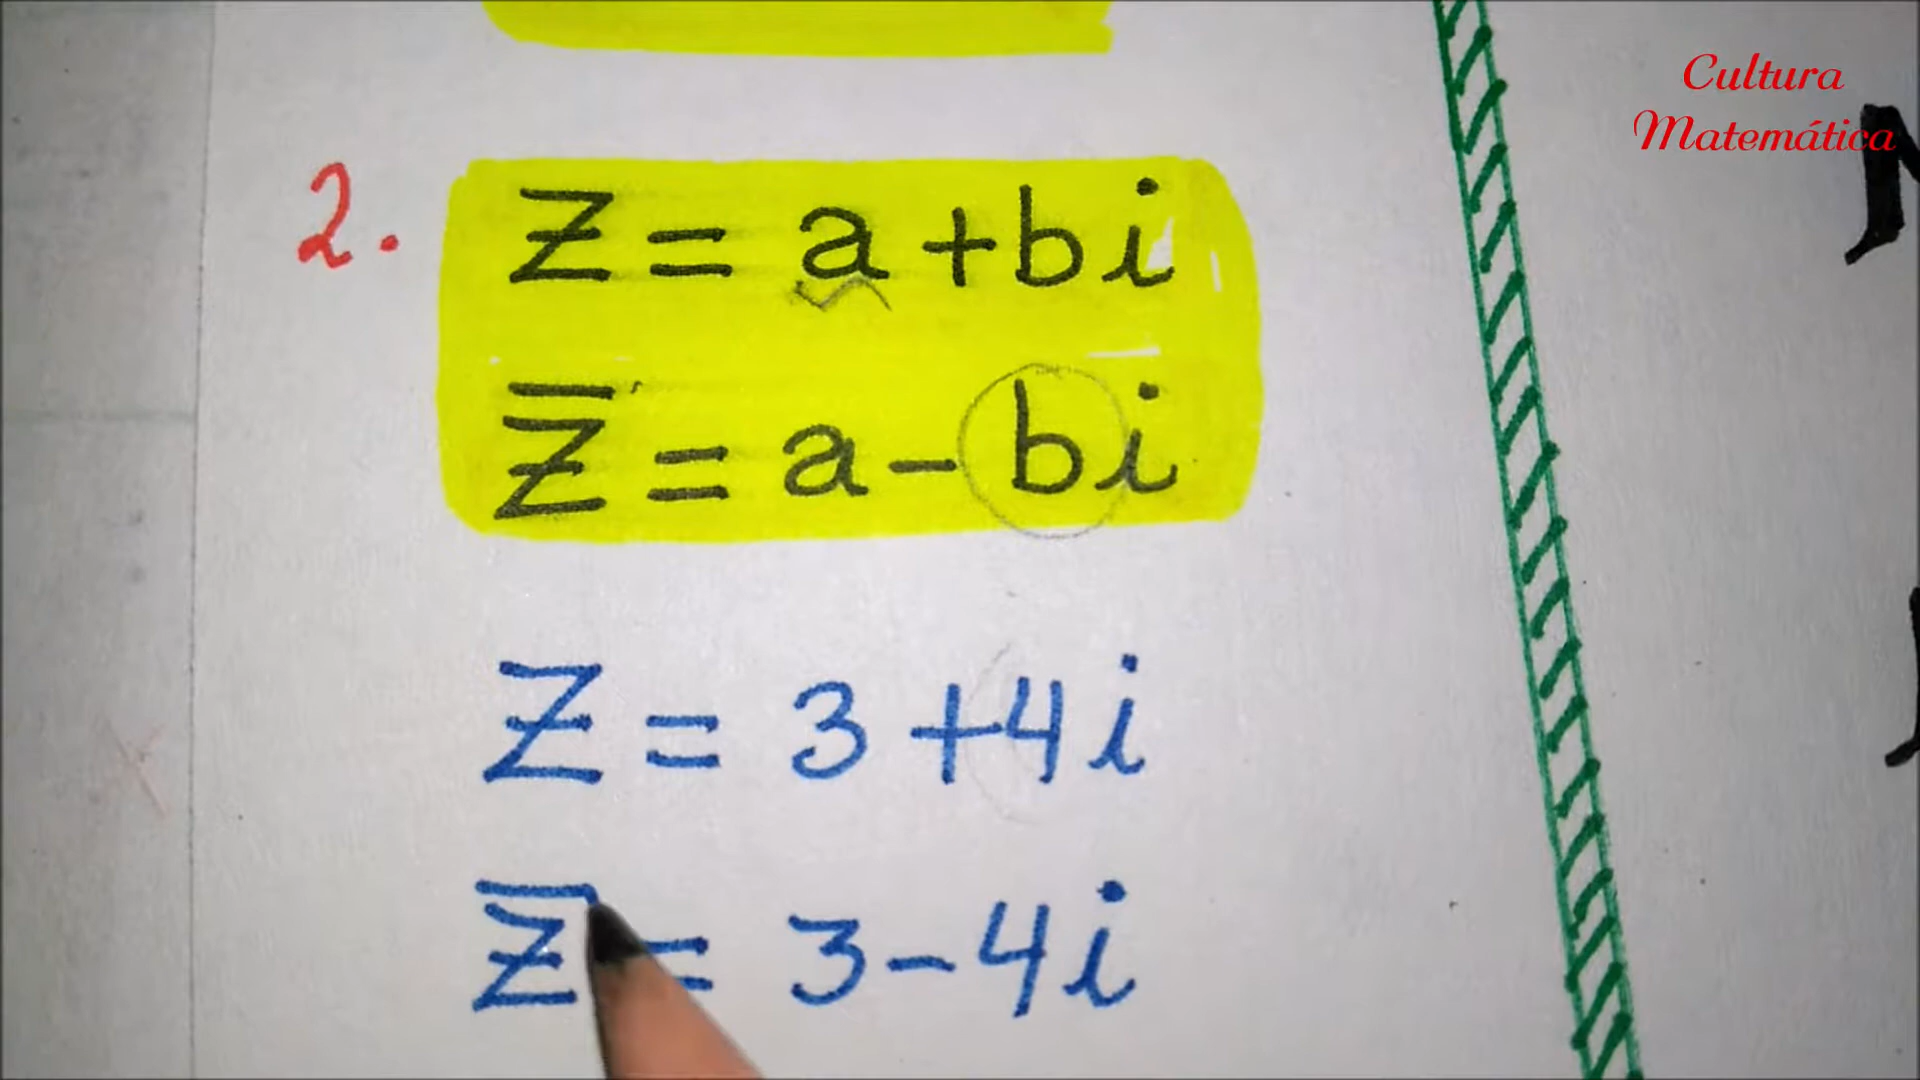 Cultura
Matemática
2. Z = a + bi
Z̅ = a - bi
Z = 3 + 4i
Z̅ = 3 - 4i